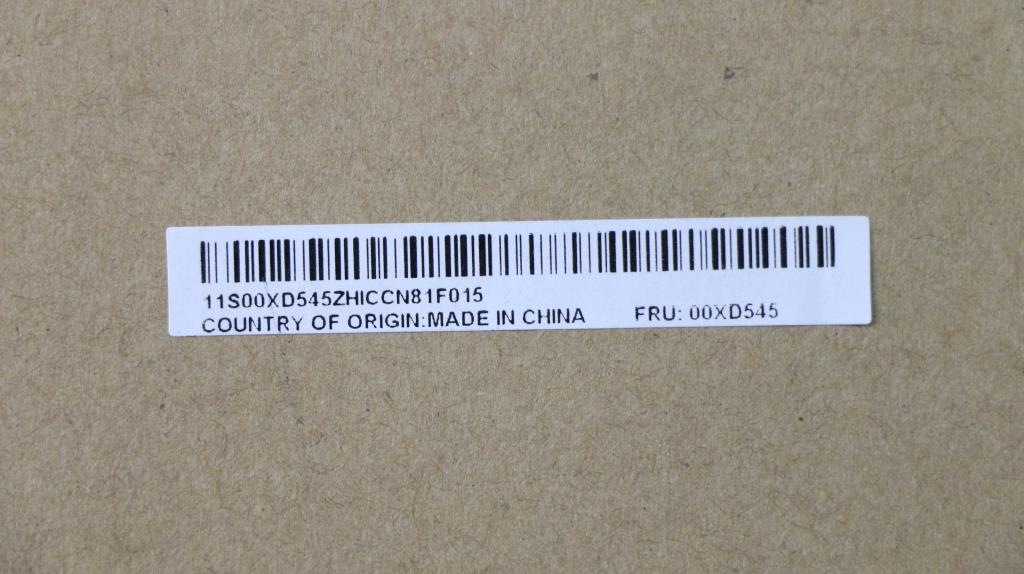 11S00XD545ZHICCN81F015
COUNTRY OF ORIGIN:MADE IN CHINA FRU: 00XD545